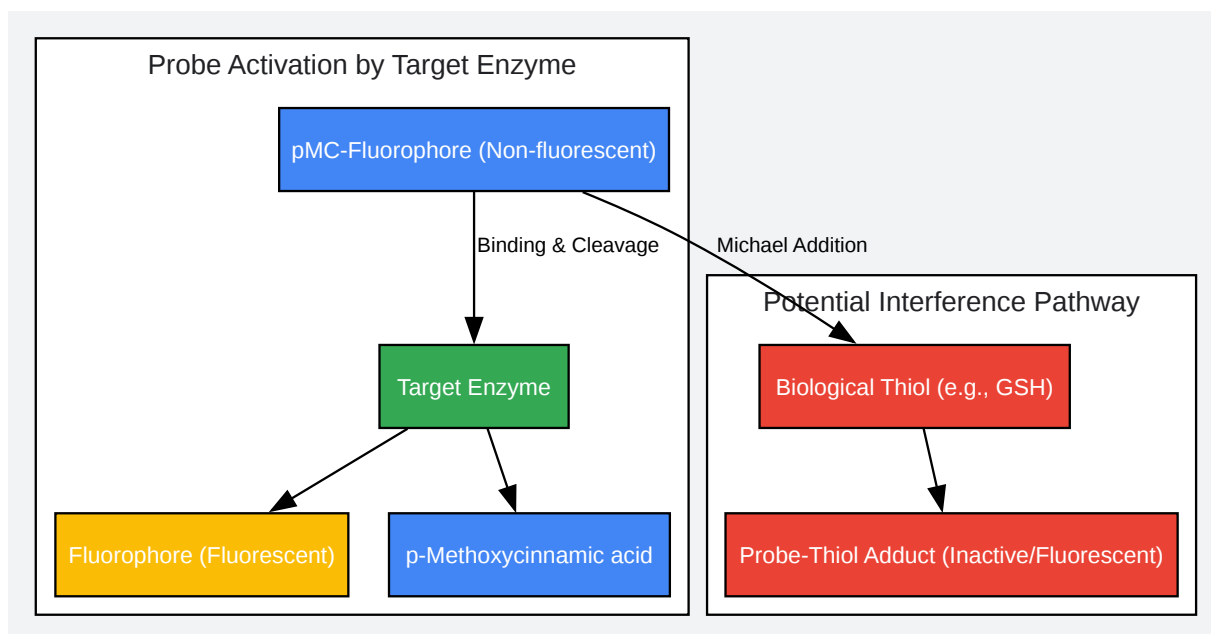 Probe Activation by Target Enzyme
pMC-Fluorophore (Non-fluorescent)
Binding & Cleavage
Michael Addition
Potential Interference Pathway
Target Enzyme
Biological Thiol (e.g., GSH)
Fluorophore (Fluorescent)
p-Methoxycinnamic acid
Probe-Thiol Adduct (Inactive/Fluorescent)